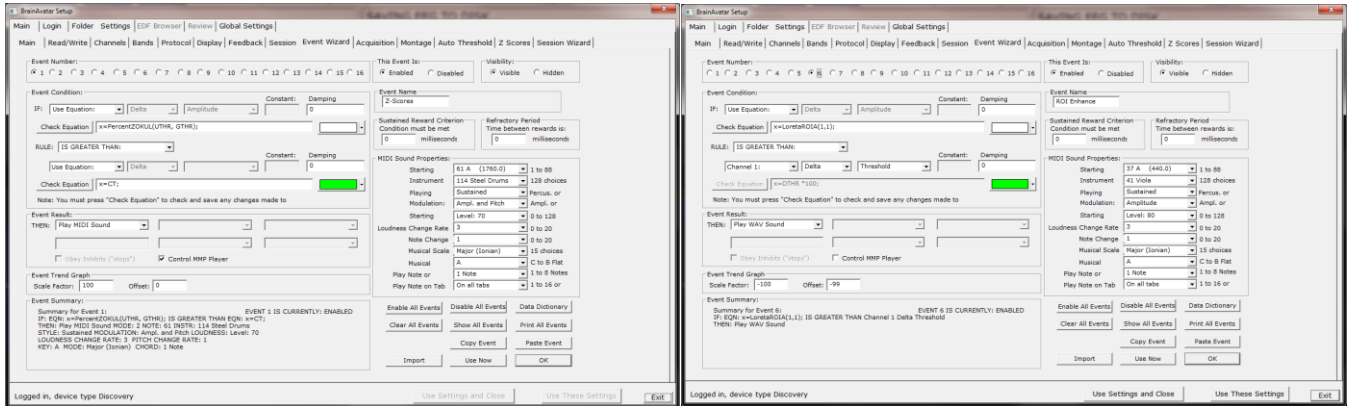 BrainAvatar Setup
Main Login Folder Settings EDF Browser Review Global Settings
Main Read/Write Channels Bands Protocol Display Feedback Session Event Wizard Acquisition Montage Auto Threshold Z Scores Session Wizard
Event Number:
1 2 3 4 5 6 7 8 9 10 11 12 13 14 15 16
This Event Is:
Enabled Disabled
Visibility:
Visible Hidden
Event Condition:
Constant: Damping
IF: Use Equation: Delta Amplitude 0
Check Equation x=PercentZOKUL(UTHR, GTHR);
RULE: IS GREATER THAN:
Constant: Damping
Use Equation: Delta 0
Check Equation x=CT;
Note: You must press "Check Equation" to check and save any changes made to
Event Name
Z-Scores
Sustained Reward Criterion
Condition must be met
0 milliseconds
Refractory Period
Time between rewards is:
0 milliseconds
MIDI Sound Properties:
Starting 61 A (1760.0) 1 to 88
Instrument 114 Steel Drums 128 choices
Playing Sustained Percus. or
Modulation: Ampl. and Pitch Ampl. or
Starting Level: 70 0 to 128
Loudness Change Rate 3 0 to 20
Note Change 1 0 to 20
Musical Scale Major (Ionian) 15 choices
Musical A C to B Flat
Play Note or 1 Note 1 to 8 Notes
Play Note on Tab On all tabs 1 to 16 or
Event Result:
THEN: Play MIDI Sound
Obey Inhibits ("stops") Control MMP Player
Event Trend Graph
Scale Factor: 100 Offset: 0
Event Summary:
Summary for Event 1: EVENT 1 IS CURRENTLY: ENABLED
IF: EQN: x=PercentZOKUL(UTHR, GTHR); IS GREATER THAN EQN: x=CT;
THEN: Play MIDI Sound MODE: 2 NOTE: 61 INSTR: 114 Steel Drums
STYLE: Sustained MODULATION: Ampl. and Pitch LOUDNESS: Level: 70
LOUDNESS CHANGE RATE: 3 PITCH CHANGE RATE: 1
KEY: A MODE: Major (Ionian) CHORD: 1 Note
Enable All Events Disable All Events Data Dictionary
Clear All Events Show All Events Print All Events
Copy Event Paste Event
Import Use Now OK
Logged in, device type Discovery
Use Settings and Close Use These Settings Exit
BrainAvatar Setup
Main Login Folder Settings EDF Browser Review Global Settings
Main Read/Write Channels Bands Protocol Display Feedback Session Event Wizard Acquisition Montage Auto Threshold Z Scores Session Wizard
Event Number:
1 2 3 4 5 6 7 8 9 10 11 12 13 14 15 16
This Event Is:
Enabled Disabled
Visibility:
Visible Hidden
Event Condition:
Constant: Damping
IF: Use Equation: Delta Amplitude 0
Check Equation x=LoretaROIA(1,1);
RULE: IS GREATER THAN:
Constant: Damping
Channel 1: Delta Threshold 0
Check Equation x=DTHR *100;
Note: You must press "Check Equation" to check and save any changes made to
Event Name
ROI Enhance
Sustained Reward Criterion
Condition must be met
0 milliseconds
Refractory Period
Time between rewards is:
0 milliseconds
MIDI Sound Properties:
Starting 37 A (440.0) 1 to 88
Instrument 41 Viola 128 choices
Playing Sustained Percus. or
Modulation: Amplitude Ampl. or
Starting Level: 80 0 to 128
Loudness Change Rate 3 0 to 20
Note Change 1 0 to 20
Musical Scale Major (Ionian) 15 choices
Musical A C to B Flat
Play Note or 1 Note 1 to 8 Notes
Play Note on Tab On all tabs 1 to 16 or
Event Result:
THEN: Play WAV Sound
Obey Inhibits ("stops") Control MMP Player
Event Trend Graph
Scale Factor: -100 Offset: -99
Event Summary:
Summary for Event 6: EVENT 6 IS CURRENTLY: ENABLED
IF: EQN: x=LoretaROIA(1,1); IS GREATER THAN Channel 1 Delta Threshold
THEN: Play WAV Sound
Enable All Events Disable All Events Data Dictionary
Clear All Events Show All Events Print All Events
Copy Event Paste Event
Import Use Now OK
Logged in, device type Discovery
Use Settings and Close Use These Settings Exit